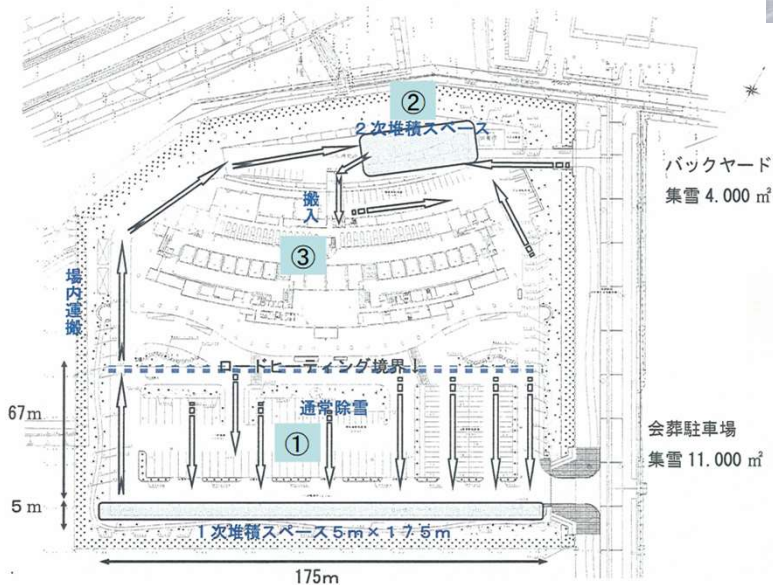 ②
2次堆積スペース
バックヤード
集雪 4.000 ㎡
搬入
③
場内運搬
ロードヒーティング境界！
67m
通常除雪
①
会葬駐車場
集雪 11.000 ㎡
5m
1次堆積スペース5m×175m
175m